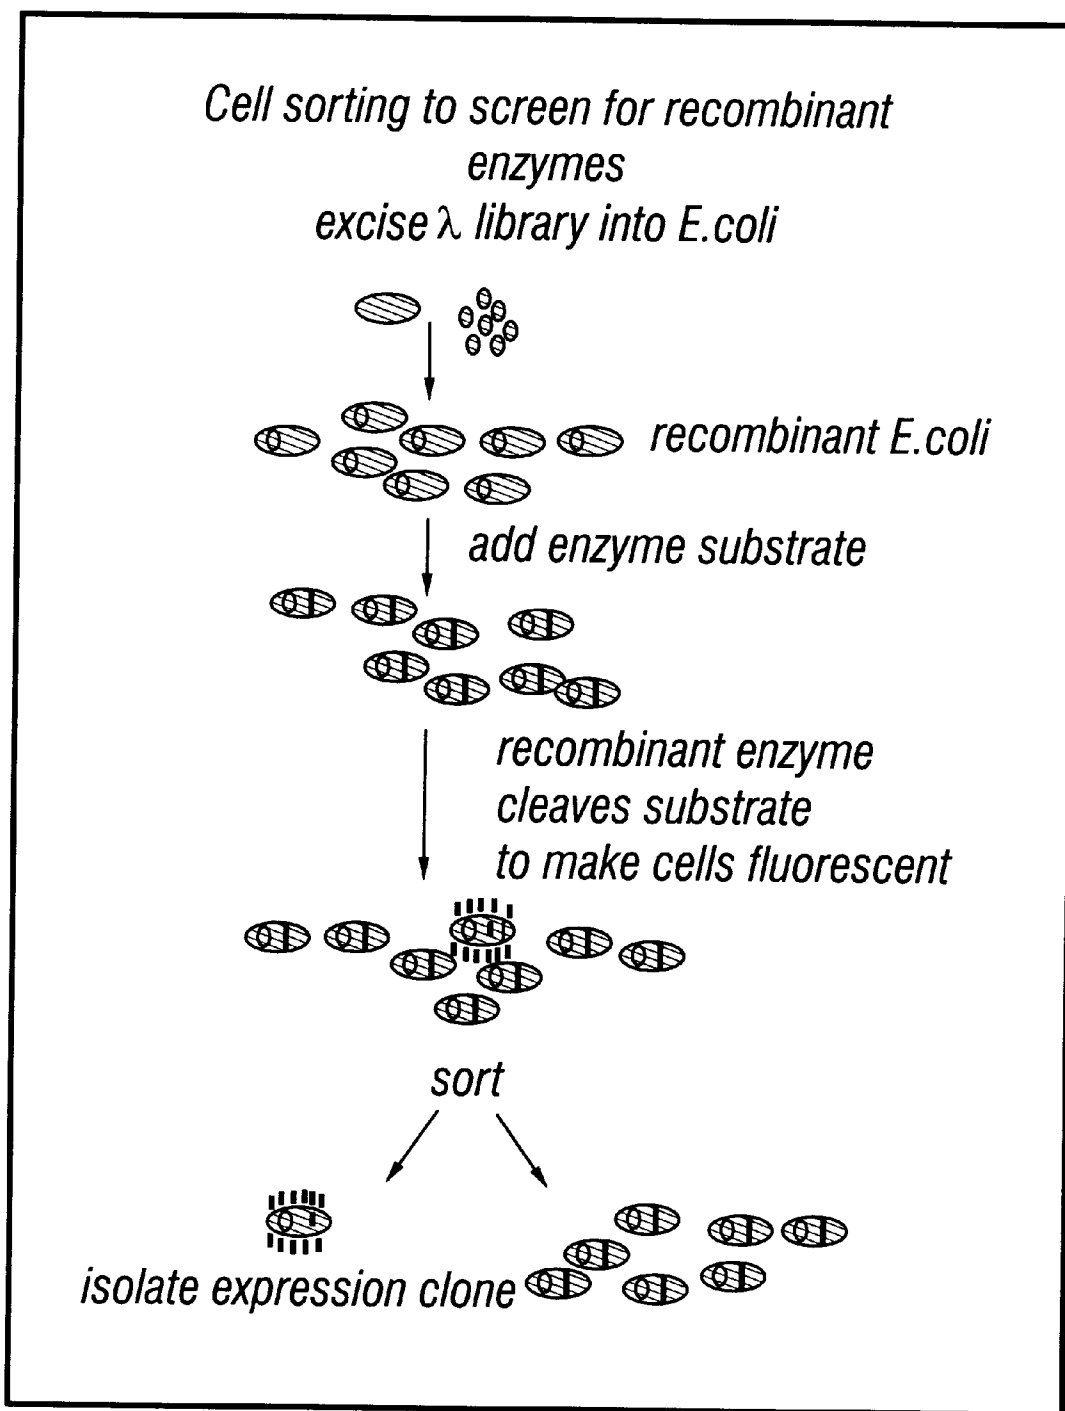 Cell sorting to screen for recombinant
enzymes
excise λ library into E.coli
recombinant E.coli
add enzyme substrate
recombinant enzyme
cleaves substrate
to make cells fluorescent
sort
isolate expression clone